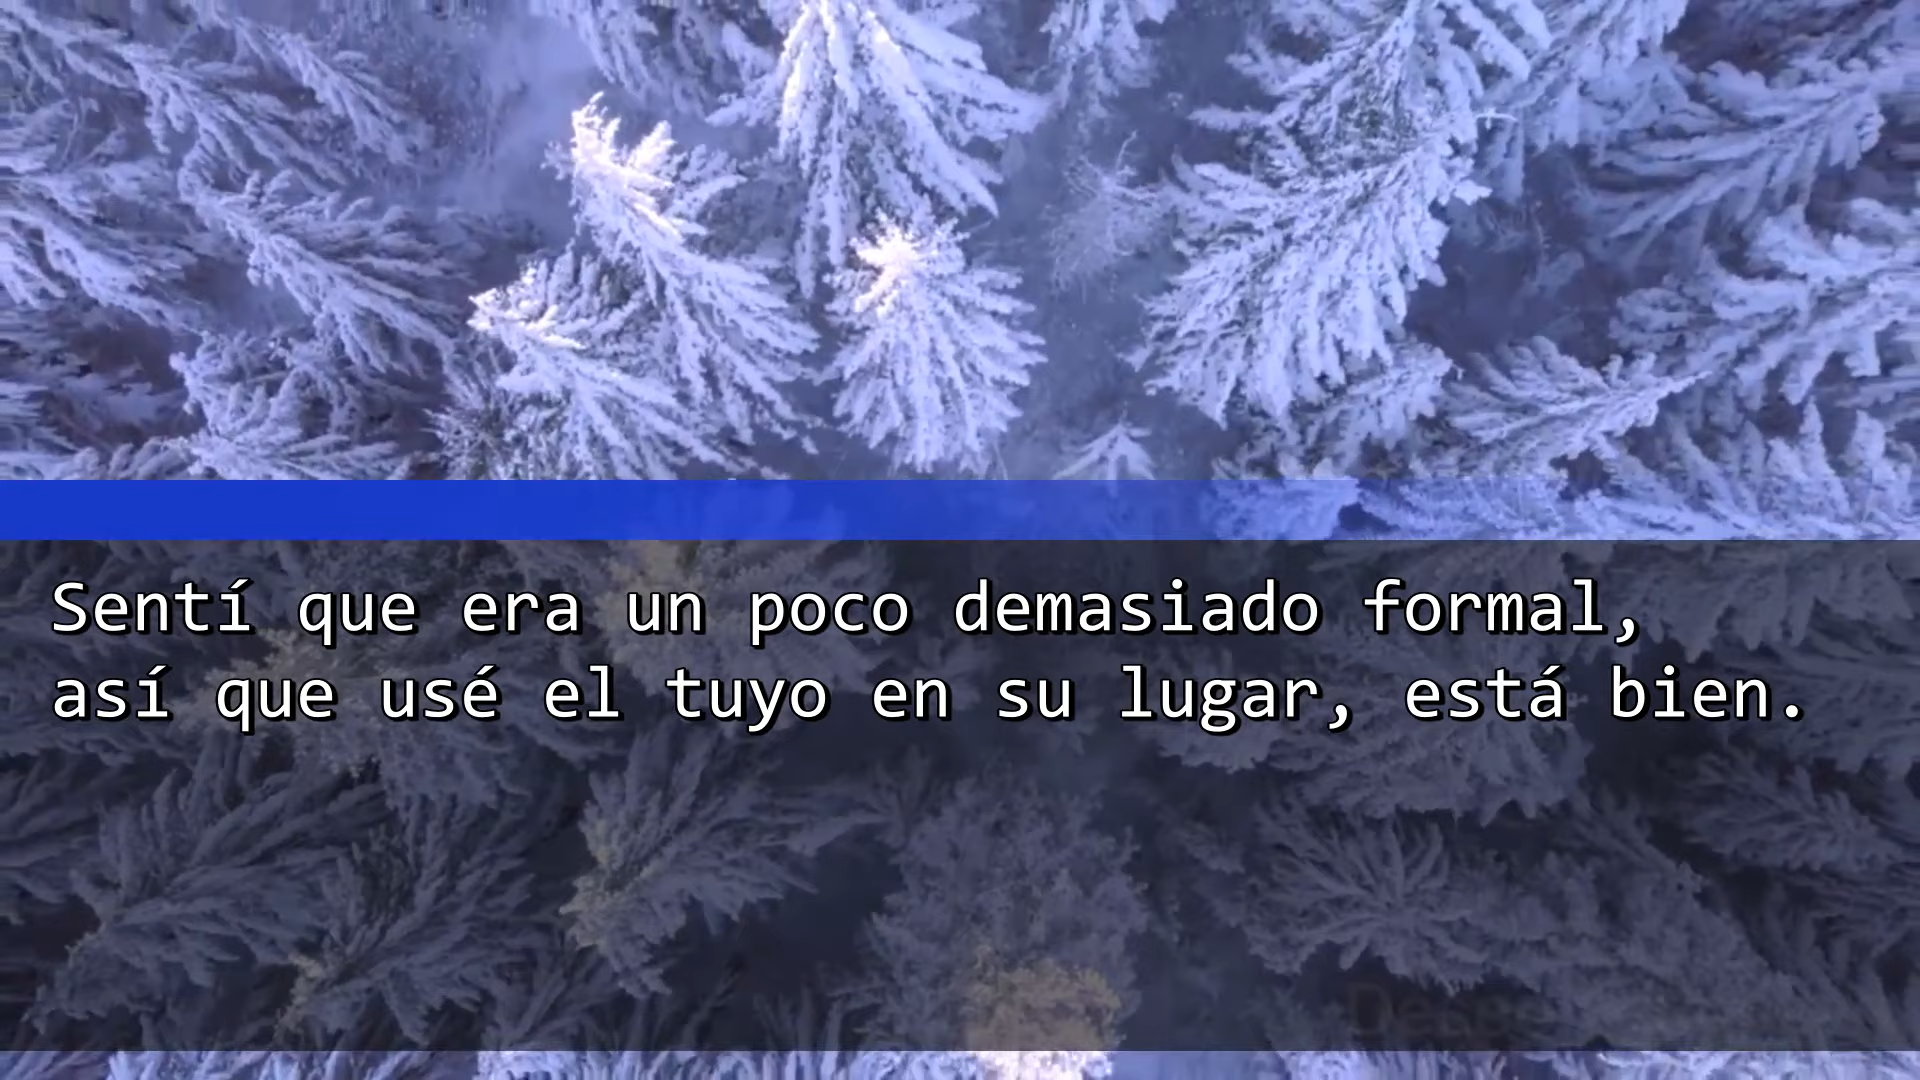 Sentí que era un poco demasiado formal,
así que usé el tuyo en su lugar, está bien.